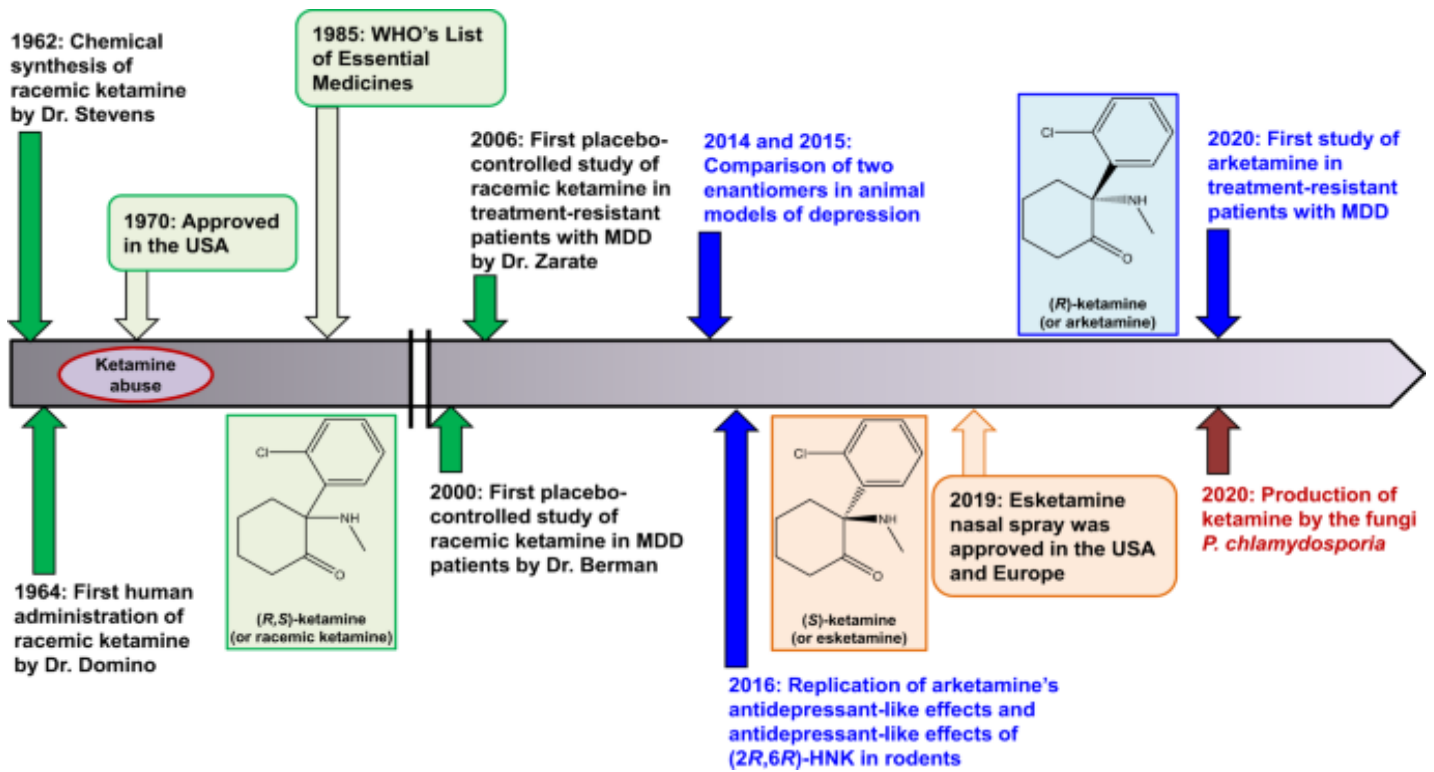 1962: Chemical
synthesis of
racemic ketamine
by Dr. Stevens
1970: Approved
in the USA
1985: WHO's List
of Essential
Medicines
2006: First placebo-
controlled study of
racemic ketamine in
treatment-resistant
patients with MDD
by Dr. Zarate
2014 and 2015:
Comparison of two
enantiomers in animal
models of depression
Cl
NH
O
(R)-ketamine
(or arketamine)
2020: First study of
arketamine in
treatment-resistant
patients with MDD
Ketamine
abuse
1964: First human
administration of
racemic ketamine
by Dr. Domino
Cl
NH
O
(R,S)-ketamine
(or racemic ketamine)
2000: First placebo-
controlled study of
racemic ketamine in MDD
patients by Dr. Berman
2016: Replication of arketamine's
antidepressant-like effects and
antidepressant-like effects of
(2R,6R)-HNK in rodents
Cl
NH
O
(S)-ketamine
(or esketamine)
2019: Esketamine
nasal spray was
approved in the USA
and Europe
2020: Production of
ketamine by the fungi
P. chlamydosporia